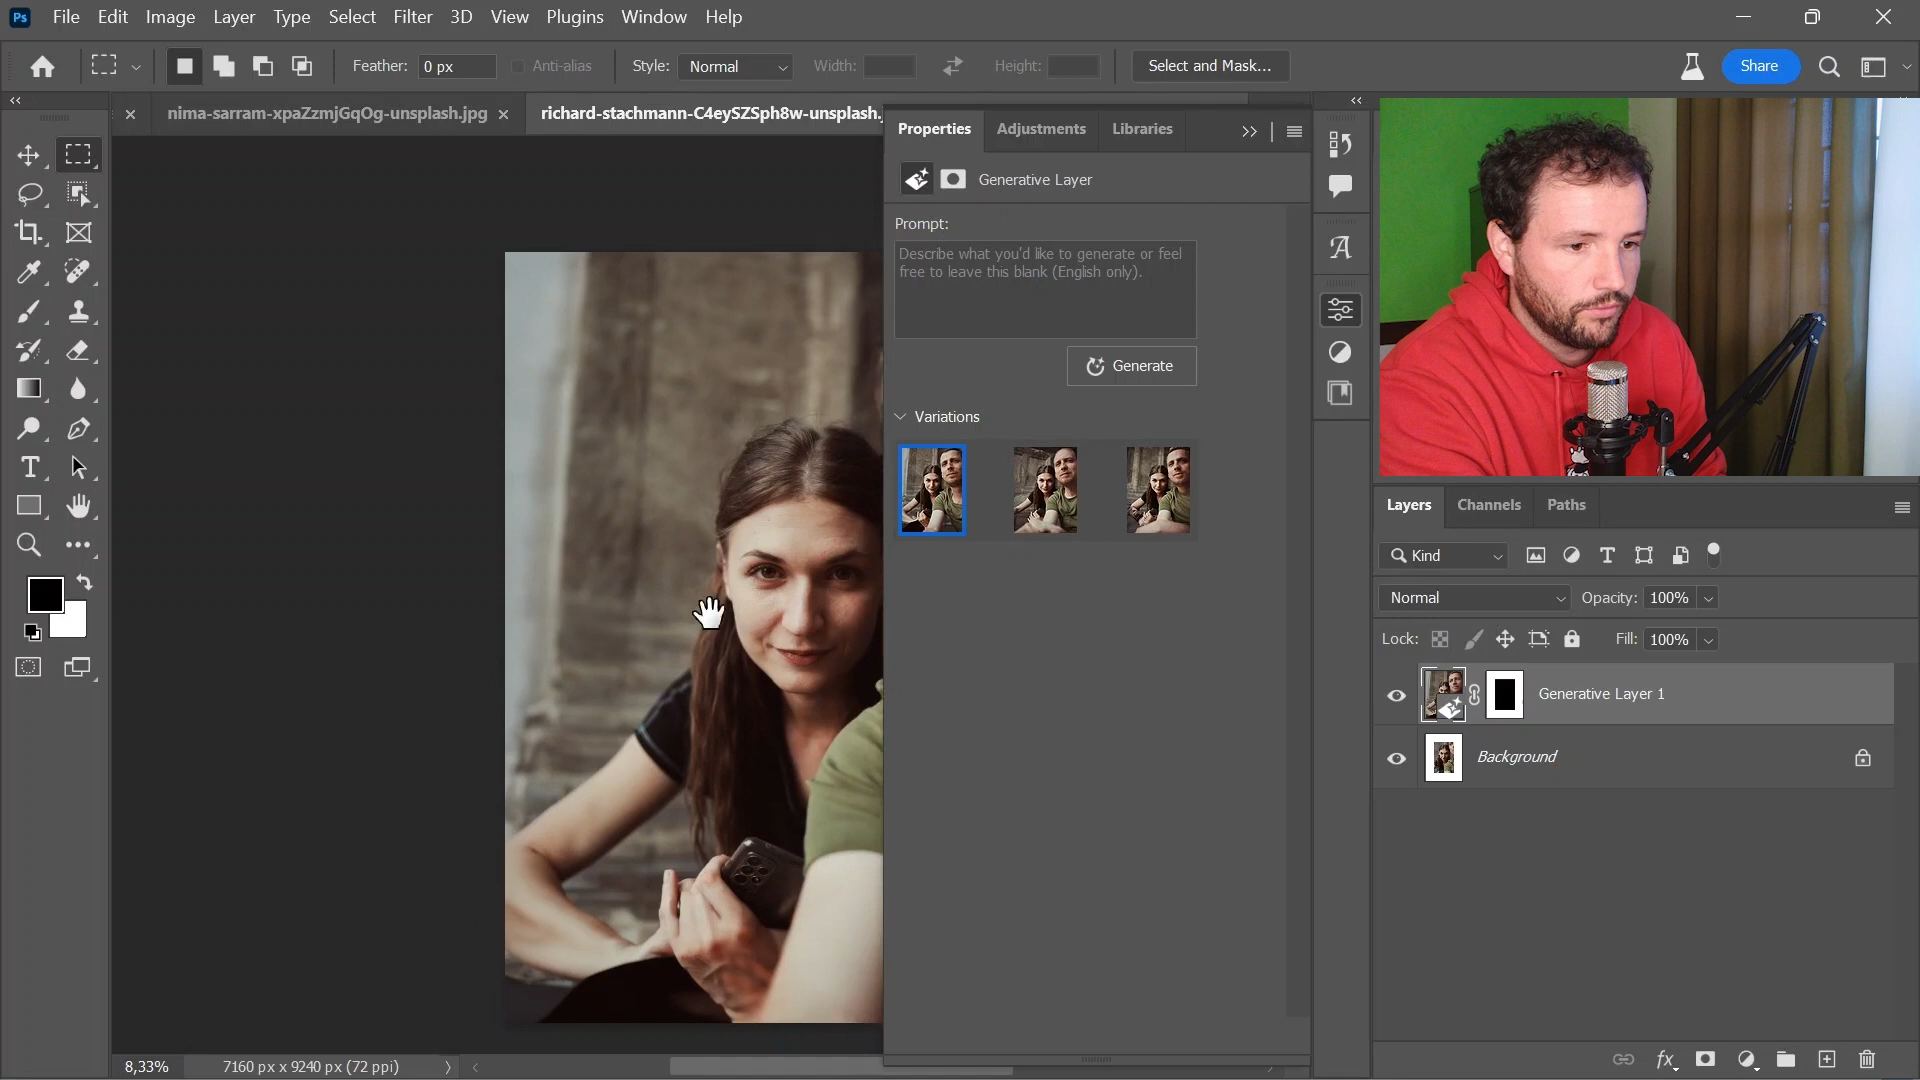 Ps File Edit Image Layer Type Select Filter 3D View Plugins Window Help
Feather: 0 px Anti-alias Style: Normal Width: Height: Select and Mask... Share
nima-sarram-xpaZzmjGqOg-unsplash.jpg richard-stachmann-C4eySZSph8w-unsplash.j
Properties Adjustments Libraries
Generative Layer
Prompt:
Describe what you'd like to generate or feel
free to leave this blank (English only).
Generate
Variations
Layers Channels Paths
Kind
Normal Opacity: 100%
Lock: Fill: 100%
Generative Layer 1
Background
fx
8,33% 7160 px x 9240 px (72 ppi)